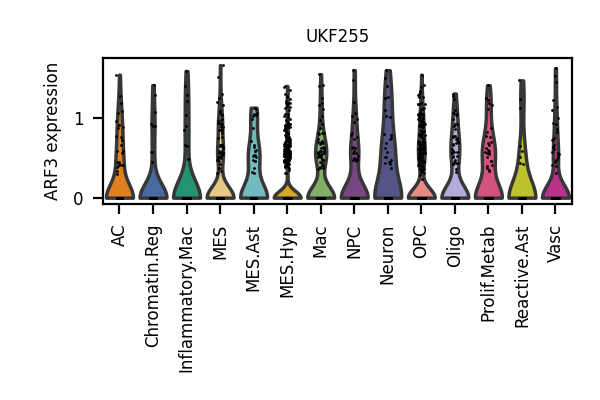 UKF255
ARF3 expression
1
0
AC
Chromatin.Reg
Inflammatory.Mac
MES
MES.Ast
MES.Hyp
Mac
NPC
Neuron
OPC
Oligo
Prolif.Metab
Reactive.Ast
Vasc